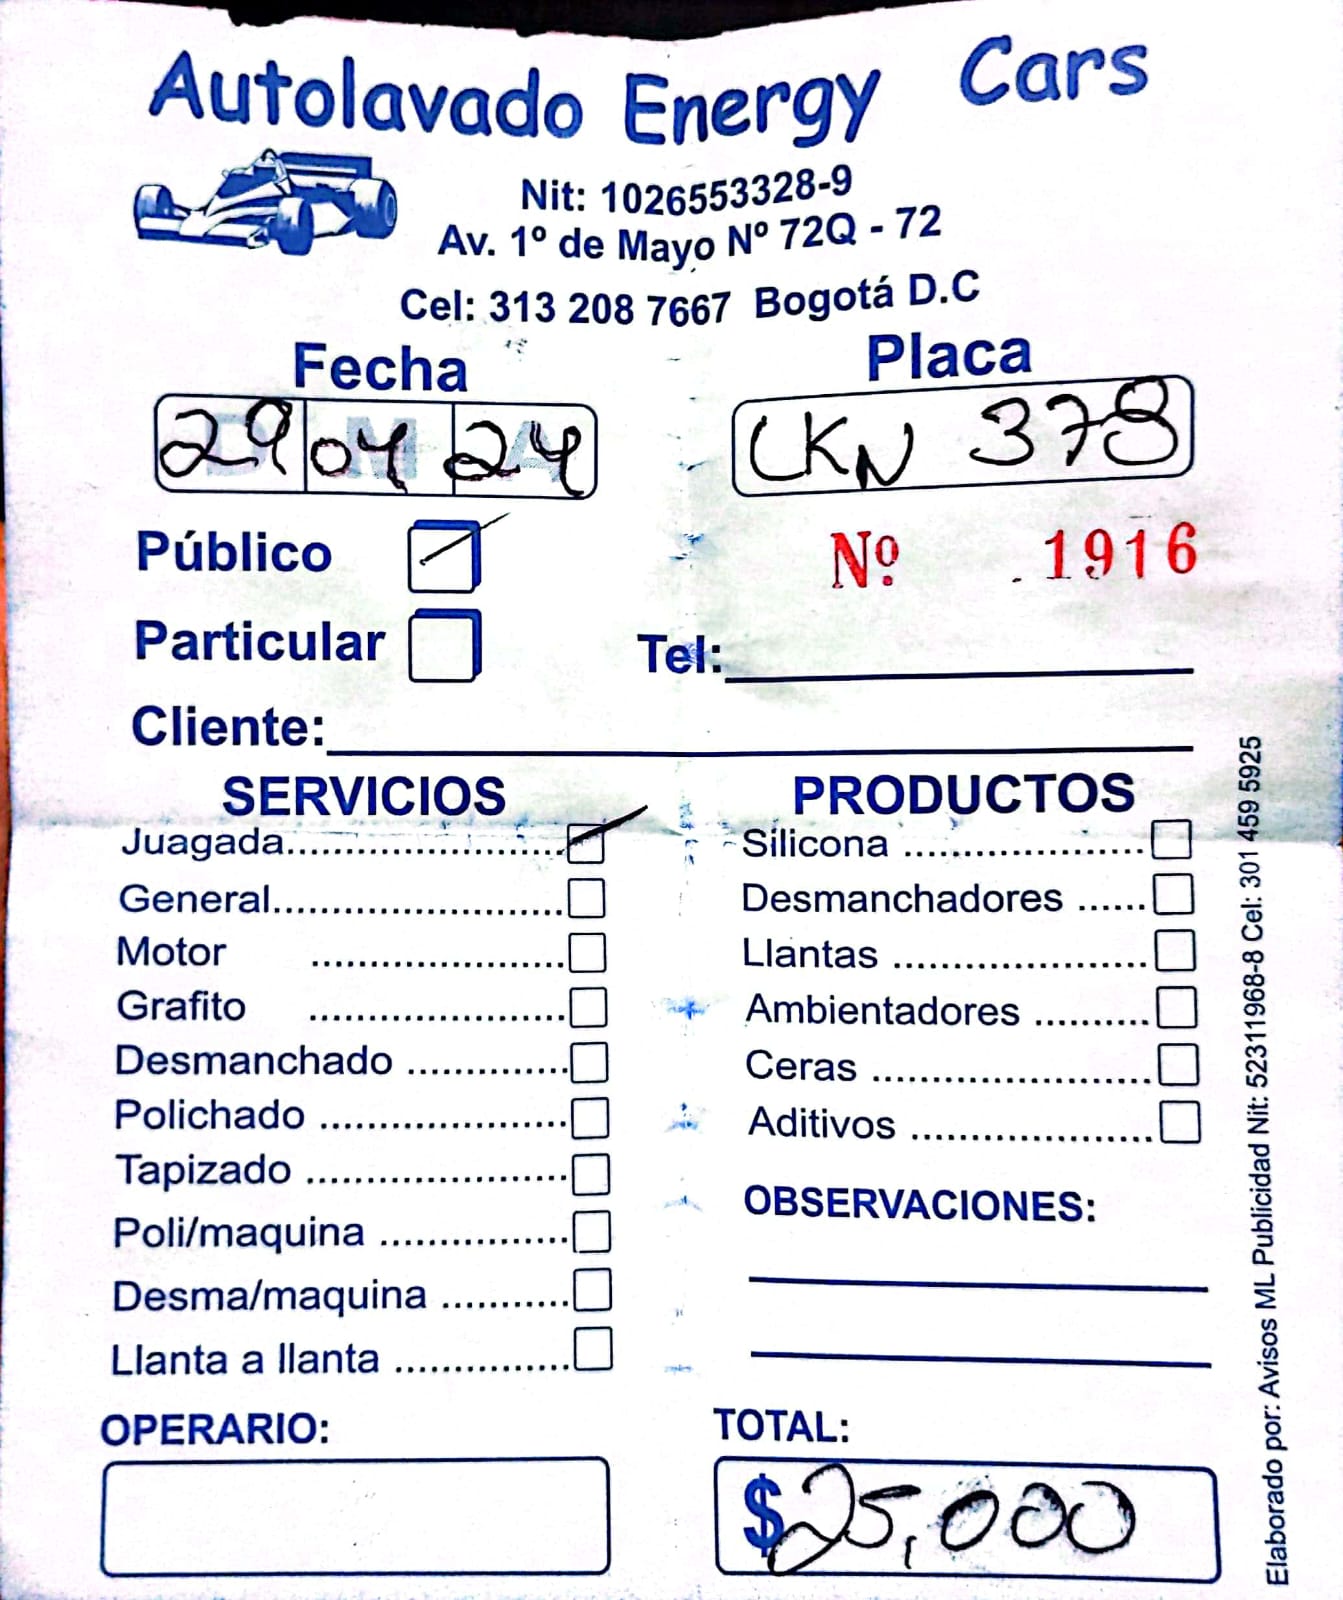 Autolavado Energy Cars
Nit: 1026553328-9
Av. 1º de Mayo Nº 72Q - 72
Cel: 313 208 7667 Bogotá D.C
Fecha
D M A
29 04 24
Placa
CKN 378
Público
Nº 1916
Particular
Tel:
Cliente:
SERVICIOS
Juagada
General
Motor
Grafito
Desmanchado
Polichado
Tapizado
Poli/maquina
Desma/maquina
Llanta a llanta
OPERARIO:
PRODUCTOS
Silicona
Desmanchadores
Llantas
Ambientadores
Ceras
Aditivos
OBSERVACIONES:
TOTAL:
$25,000
Elaborado por: Avisos ML Publicidad Nit: 52311968-8 Cel: 301 459 5925